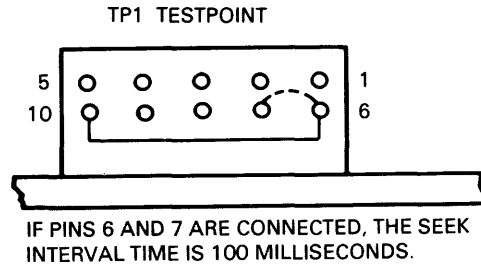 TP1 TESTPOINT
5 1
10 6
IF PINS 6 AND 7 ARE CONNECTED, THE SEEK
INTERVAL TIME IS 100 MILLISECONDS.